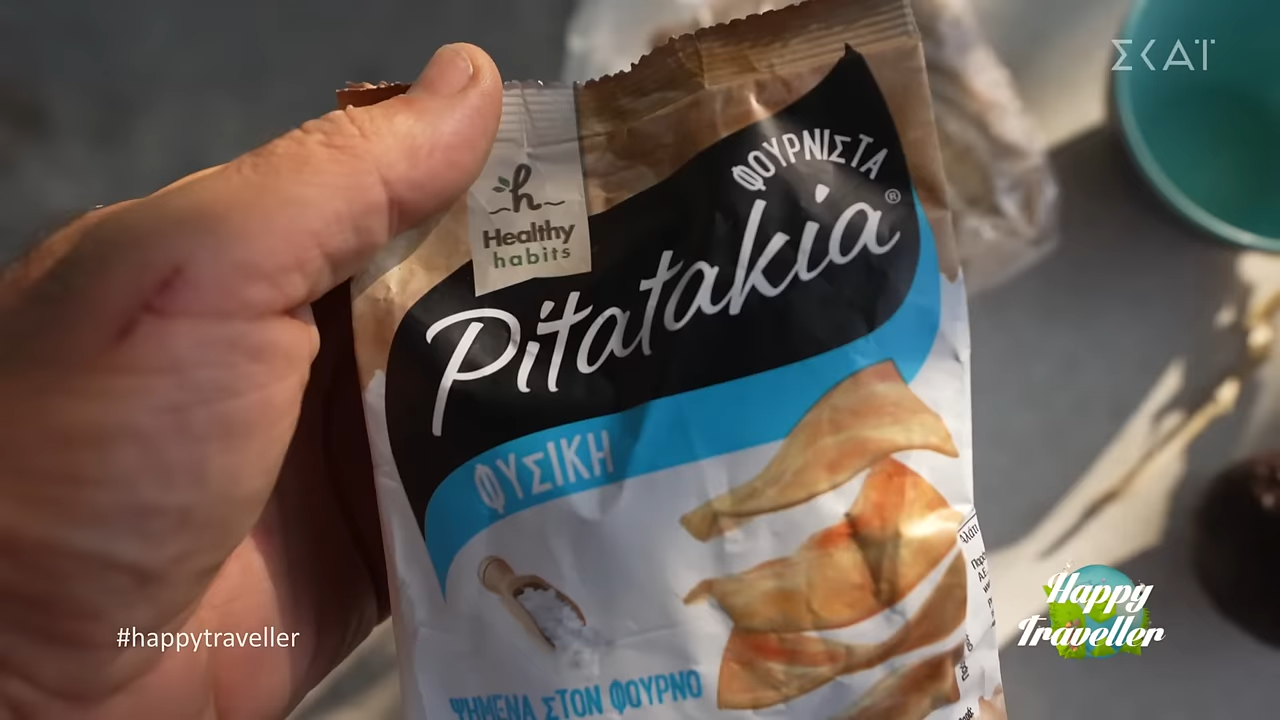 ΣΚΑΪ
ΦΟΥΡΝΙΣΤΑ
h
Healthy
habits
Pitatakia®
ΦΥΣΙΚΗ
ΨΗΜΕΝΑ ΣΤΟΝ ΦΟΥΡΝΟ
#happytraveller
Happy
Traveller